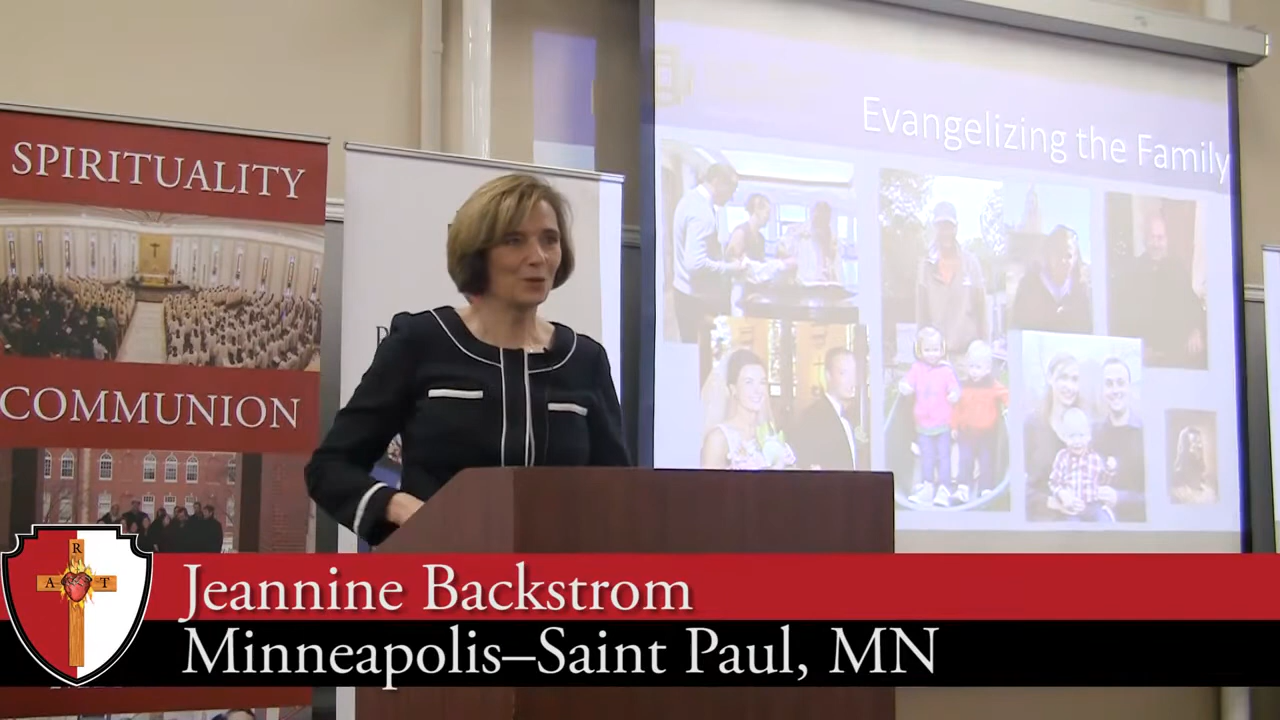 SPIRITUALITY
COMMUNION
Evangelizing the Family
A R T
Jeannine Backstrom
Minneapolis–Saint Paul, MN